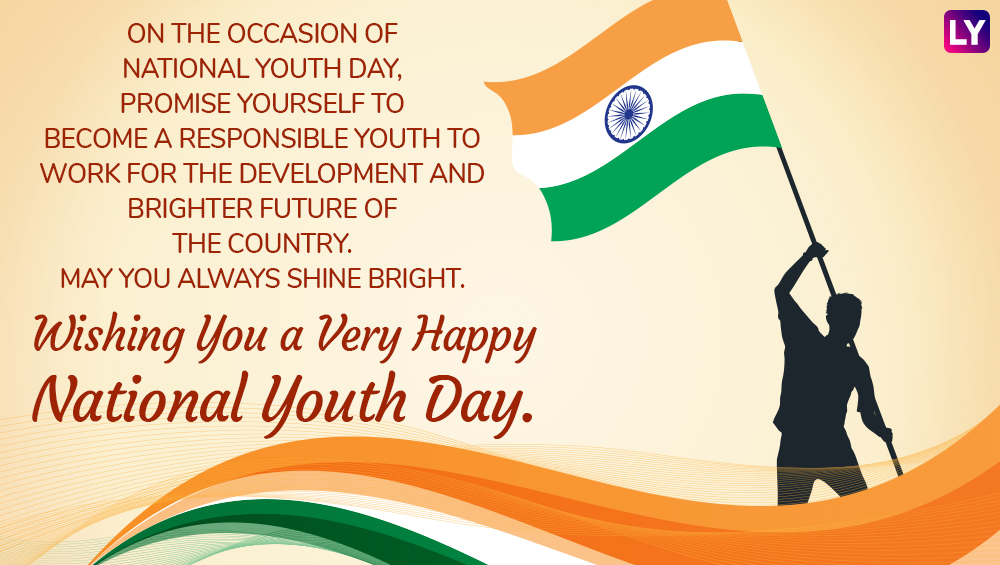 ON THE OCCASION OF
NATIONAL YOUTH DAY,
PROMISE YOURSELF TO
BECOME A RESPONSIBLE YOUTH TO
WORK FOR THE DEVELOPMENT AND
BRIGHTER FUTURE OF
THE COUNTRY.
MAY YOU ALWAYS SHINE BRIGHT.
Wishing You a Very Happy
National Youth Day.
LY